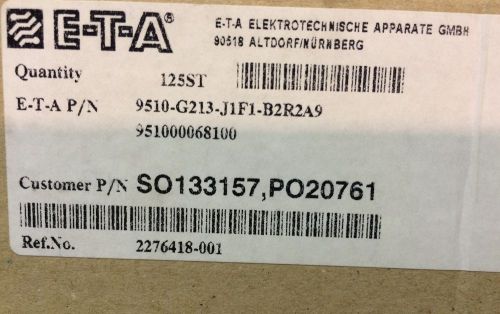 E-T-A®
E-T-A ELEKTROTECHNISCHE APPARATE GMBH
90518 ALTDORF/NÜRNBERG
Quantity 125ST
E-T-A P/N 9510-G213-J1F1-B2R2A9
951000068100
Customer P/N SO133157,PO20761
Ref.No. 2276418-001